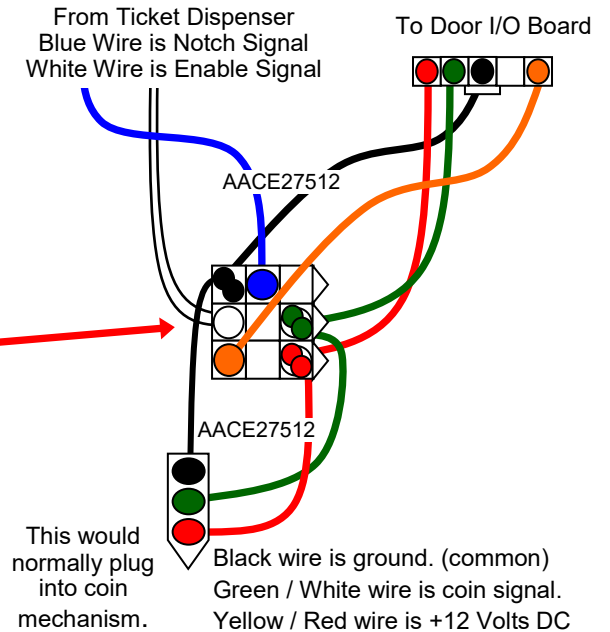 From Ticket Dispenser
Blue Wire is Notch Signal
White Wire is Enable Signal
To Door I/O Board
AACE27512
AACE27512
This would
normally plug
into coin
mechanism.
Black wire is ground. (common)
Green / White wire is coin signal.
Yellow / Red wire is +12 Volts DC